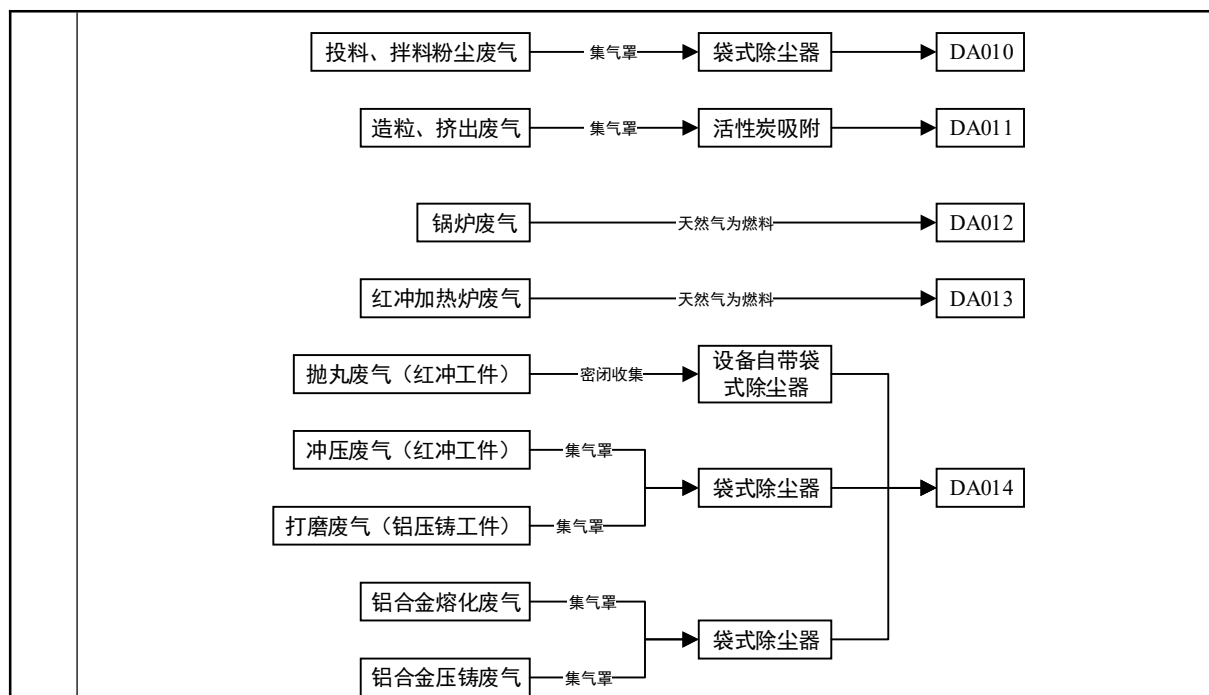 投料、拌料粉尘废气 集气罩 袋式除尘器 DA010
造粒、挤出废气 集气罩 活性炭吸附 DA011
锅炉废气 天然气为燃料 DA012
红冲加热炉废气 天然气为燃料 DA013
抛丸废气（红冲工件） 密闭收集 设备自带袋
式除尘器
冲压废气（红冲工件） 集气罩
袋式除尘器 DA014
打磨废气（铝压铸工件） 集气罩
铝合金熔化废气 集气罩
袋式除尘器
铝合金压铸废气 集气罩